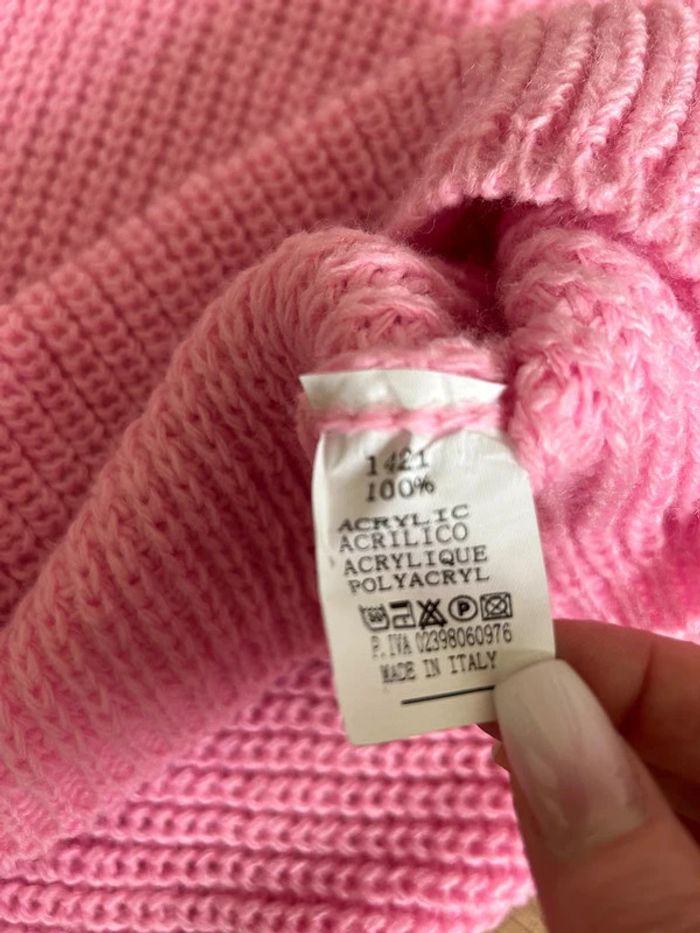 1421
100%
ACRYLIC
ACRILICO
ACRYLIQUE
POLYACRYL
P
P.IVA 02398060976
MADE IN ITALY